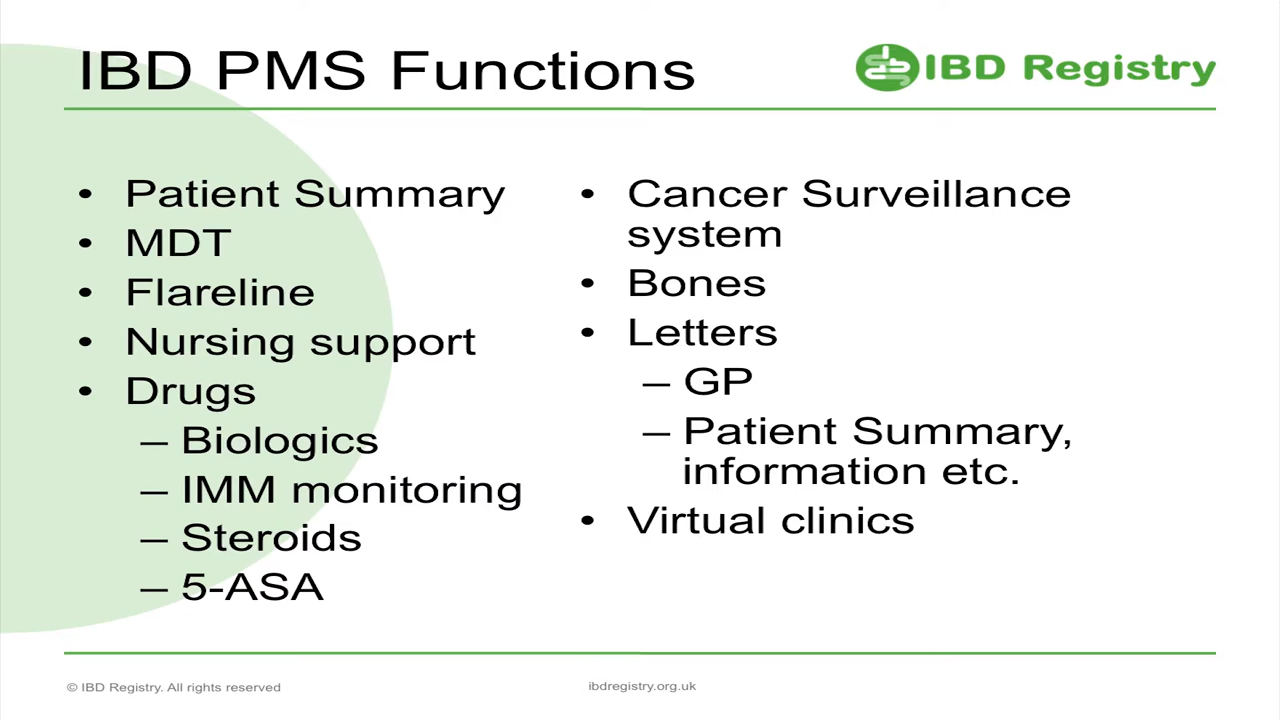 IBD PMS Functions
IBD Registry
• Patient Summary
• MDT
• Flareline
• Nursing support
• Drugs
– Biologics
– IMM monitoring
– Steroids
– 5-ASA
• Cancer Surveillance
system
• Bones
• Letters
– GP
– Patient Summary,
information etc.
• Virtual clinics
© IBD Registry. All rights reserved
ibdregistry.org.uk